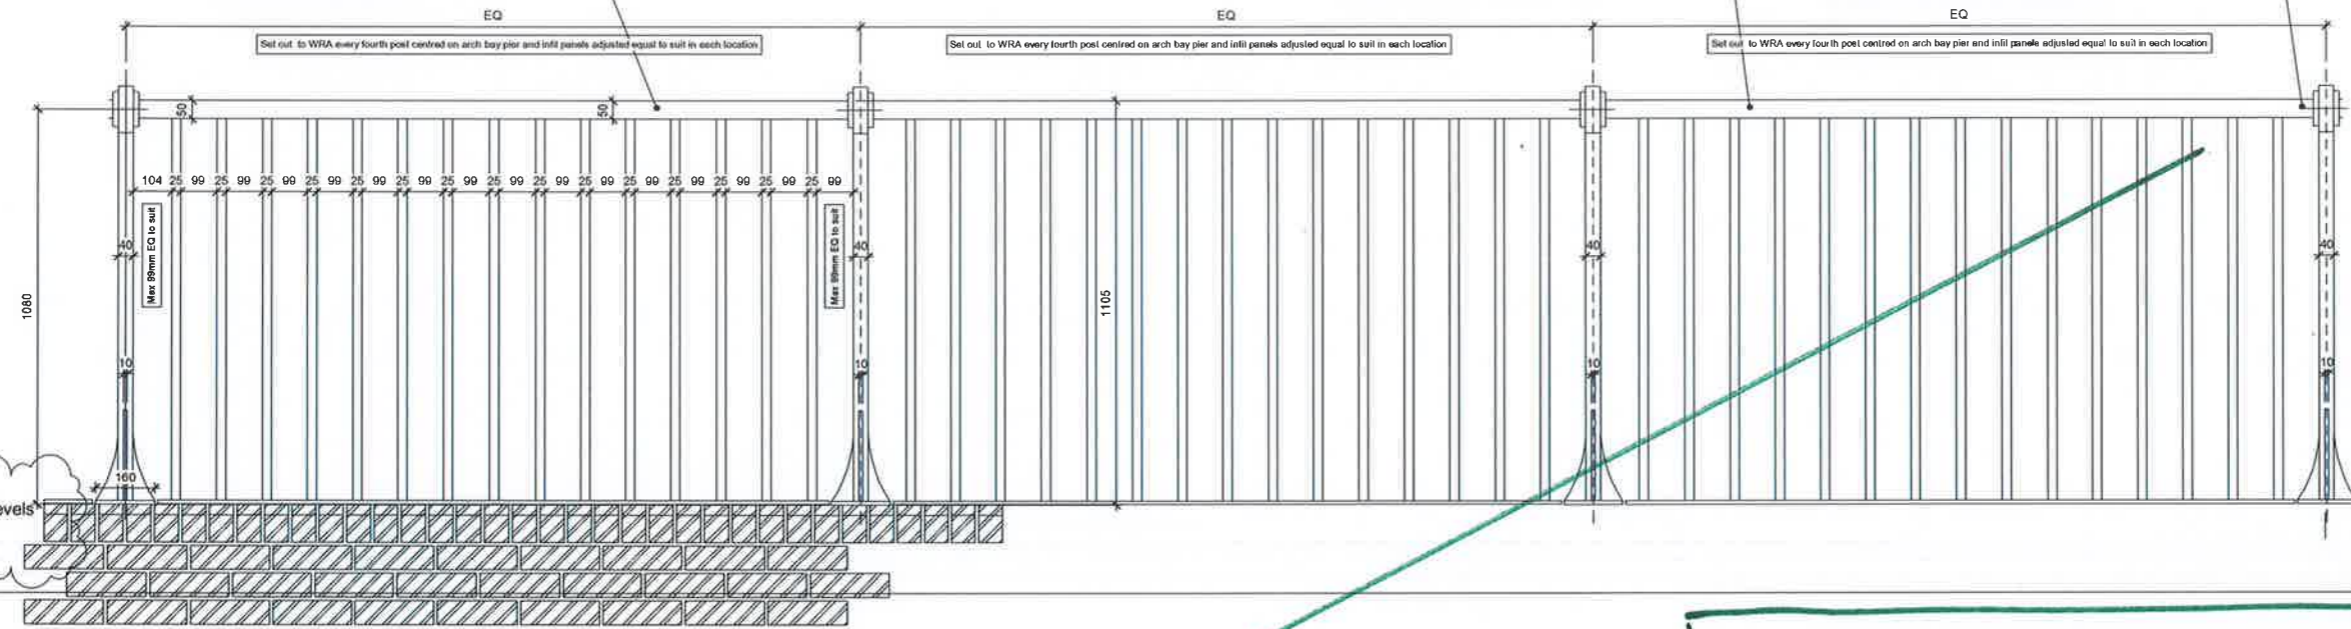 EQ
EQ
EQ
Set out to WRA every fourth post centred on arch bay pier and infil panels adjusted equal to suit in each location
Set out to WRA every fourth post centred on arch bay pier and infil panels adjusted equal to suit in each location
Set out to WRA every fourth post centred on arch bay pier and infil panels adjusted equal to suit in each location
50
50
104 25 99 25 99 25 99 25 99 25 99 25 99 25 99 25 99 25 99 25 99 25 99 25 99 25 99 25 99 25 99
Max 99mm EQ to suit
Max 99mm EQ to suit
40
40
40
40
1080
1105
10
10
10
10
160
evels